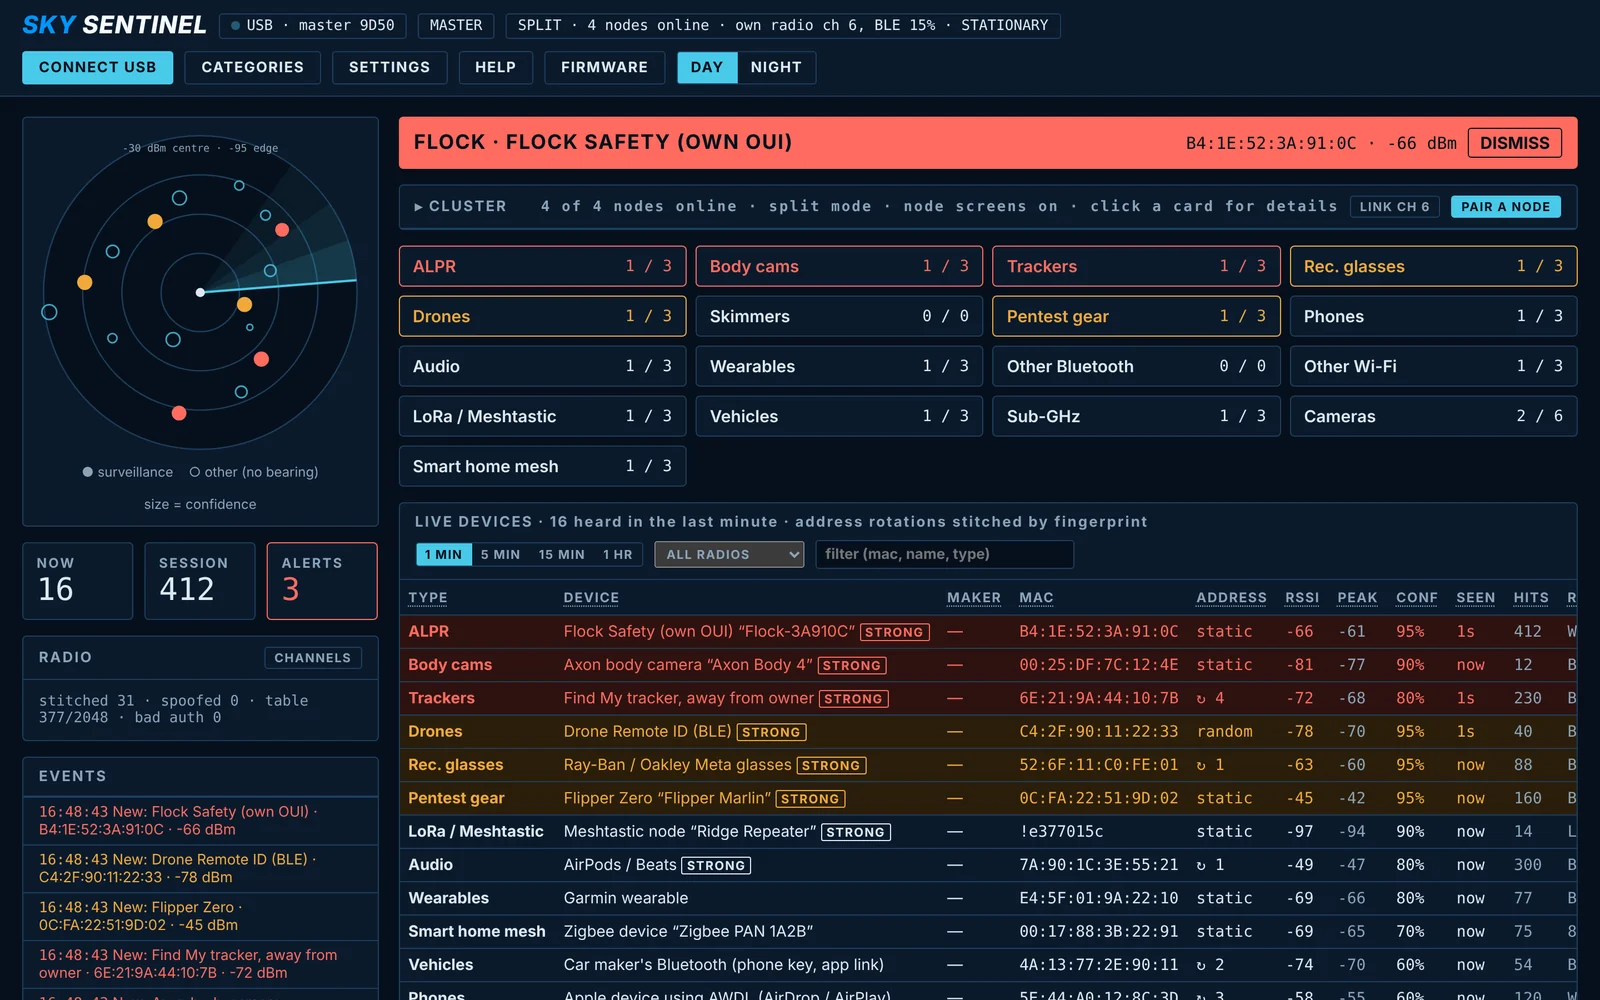 SKY SENTINEL
USB · master 9D50
MASTER
SPLIT · 4 nodes online · own radio ch 6, BLE 15% · STATIONARY
CONNECT USB
CATEGORIES
SETTINGS
HELP
FIRMWARE
DAY
NIGHT
-30 dBm centre · -95 edge
surveillance
other (no bearing)
size = confidence
NOW
16
SESSION
412
ALERTS
3
RADIO
CHANNELS
stitched 31 · spoofed 0 · table
377/2048 · bad auth 0
EVENTS
16:48:43 New: Flock Safety (own OUI) ·
B4:1E:52:3A:91:0C · -66 dBm
16:48:43 New: Drone Remote ID (BLE) ·
C4:2F:90:11:22:33 · -78 dBm
16:48:43 New: Flipper Zero ·
0C:FA:22:51:9D:02 · -45 dBm
16:48:43 New: Find My tracker, away from
owner · 6E:21:9A:44:10:7B · -72 dBm
FLOCK · FLOCK SAFETY (OWN OUI)
B4:1E:52:3A:91:0C · -66 dBm
DISMISS
▸ CLUSTER
4 of 4 nodes online · split mode · node screens on · click a card for details
LINK CH 6
PAIR A NODE
ALPR 1 / 3
Body cams 1 / 3
Trackers 1 / 3
Rec. glasses 1 / 3
Drones 1 / 3
Skimmers 0 / 0
Pentest gear 1 / 3
Phones 1 / 3
Audio 1 / 3
Wearables 1 / 3
Other Bluetooth 0 / 0
Other Wi-Fi 1 / 3
LoRa / Meshtastic 1 / 3
Vehicles 1 / 3
Sub-GHz 1 / 3
Cameras 2 / 6
Smart home mesh 1 / 3
LIVE DEVICES · 16 heard in the last minute · address rotations stitched by fingerprint
1 MIN 5 MIN 15 MIN 1 HR
ALL RADIOS
filter (mac, name, type)
TYPE DEVICE MAKER MAC ADDRESS RSSI PEAK CONF SEEN HITS R
ALPR Flock Safety (own OUI) “Flock-3A910C” STRONG — B4:1E:52:3A:91:0C static -66 -61 95% 1s 412 W
Body cams Axon body camera “Axon Body 4” STRONG — 00:25:DF:7C:12:4E static -81 -77 90% now 12 B
Trackers Find My tracker, away from owner STRONG — 6E:21:9A:44:10:7B ↻ 4 -72 -68 80% 1s 230 B
Drones Drone Remote ID (BLE) STRONG — C4:2F:90:11:22:33 random -78 -70 95% 1s 40 B
Rec. glasses Ray-Ban / Oakley Meta glasses STRONG — 52:6F:11:C0:FE:01 ↻ 1 -63 -60 95% now 88 B
Pentest gear Flipper Zero “Flipper Marlin” STRONG — 0C:FA:22:51:9D:02 static -45 -42 95% now 160 B
LoRa / Meshtastic Meshtastic node “Ridge Repeater” STRONG — !e377015c static -97 -94 90% now 14 L
Audio AirPods / Beats STRONG — 7A:90:1C:3E:55:21 ↻ 1 -49 -47 80% now 300 B
Wearables Garmin wearable — E4:5F:01:9A:22:10 static -69 -66 80% now 77 B
Smart home mesh Zigbee device “Zigbee PAN 1A2B” — 00:17:88:3B:22:91 static -69 -65 70% now 75 8
Vehicles Car maker's Bluetooth (phone key, app link) — 4A:13:77:2E:90:11 ↻ 2 -74 -70 60% now 54 B
Phones Apple device using AWDL (AirDrop / AirPlay) — 5E:44:A0:12:8C:3D ↻ 3 -58 -55 60% now 120 W